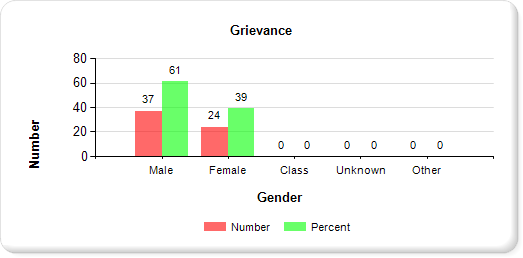 Grievance
Number
80
60
40
20
0
37 61 24 39 0 0 0 0 0 0
Male Female Class Unknown Other
Gender
Number Percent